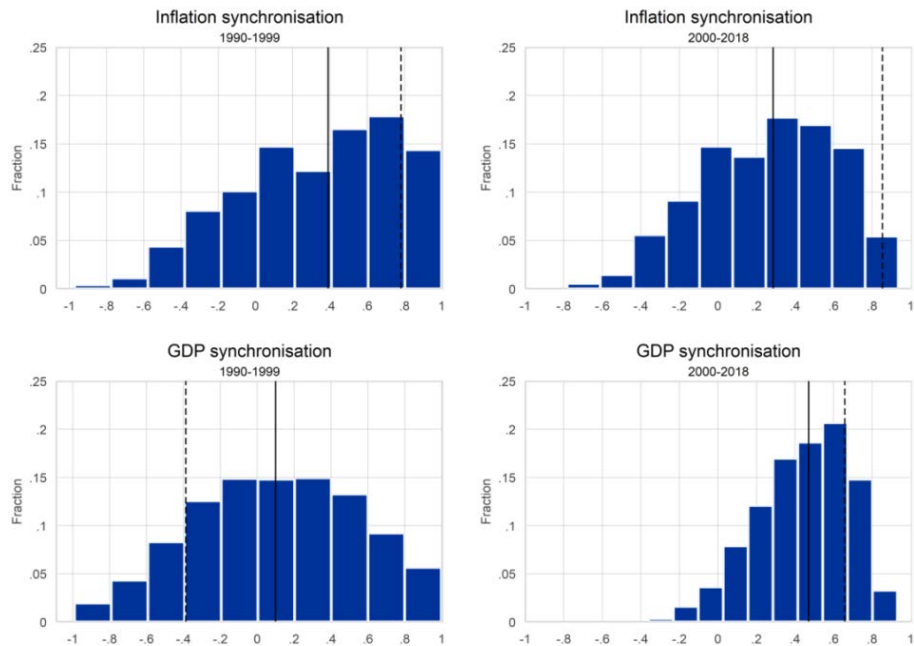 Inflation synchronisation
1990-1999
.25
.2
.15
.1
.05
0
Fraction
-1 -.8 -.6 -.4 -.2 0 .2 .4 .6 .8 1
Inflation synchronisation
2000-2018
.25
.2
.15
.1
.05
0
Fraction
-1 -.8 -.6 -.4 -.2 0 .2 .4 .6 .8 1
GDP synchronisation
1990-1999
.25
.2
.15
.1
.05
0
Fraction
-1 -.8 -.6 -.4 -.2 0 .2 .4 .6 .8 1
GDP synchronisation
2000-2018
.25
.2
.15
.1
.05
0
Fraction
-1 -.8 -.6 -.4 -.2 0 .2 .4 .6 .8 1